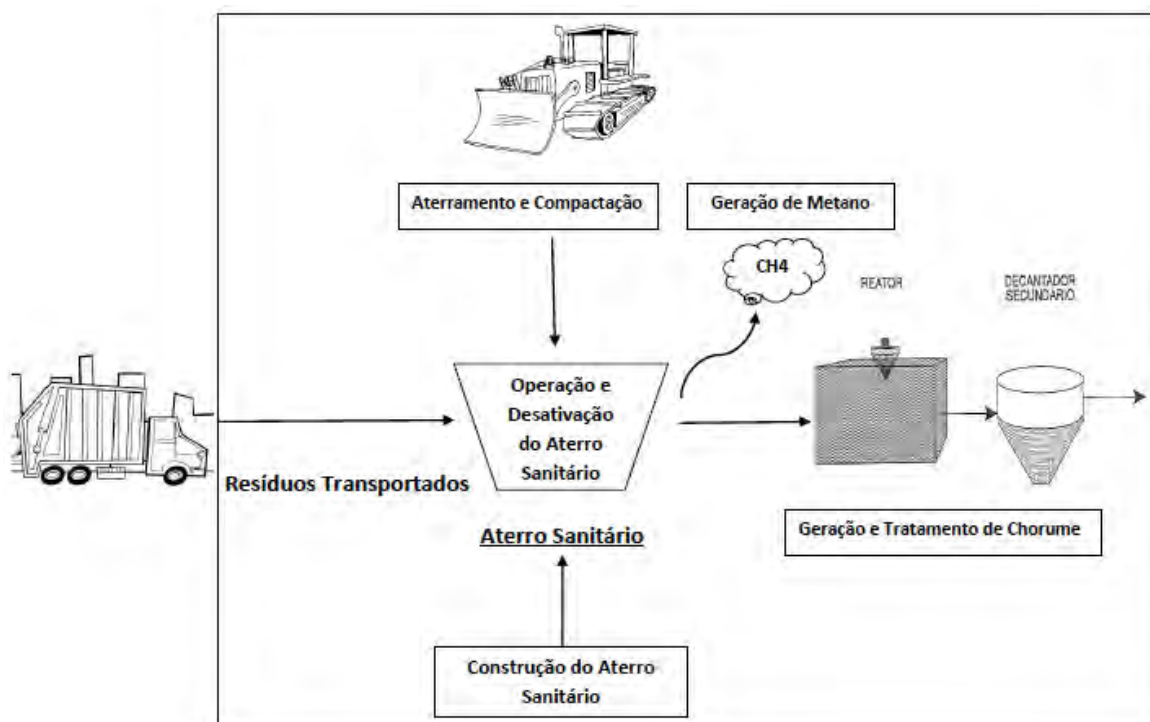 Aterramento e Compactação
Geração de Metano
CH4
REATOR
DECANTADOR
SECUNDÁRIO
Operação e
Desativação
do Aterro
Sanitário
Resíduos Transportados
Aterro Sanitário
Geração e Tratamento de Chorume
Construção do Aterro
Sanitário